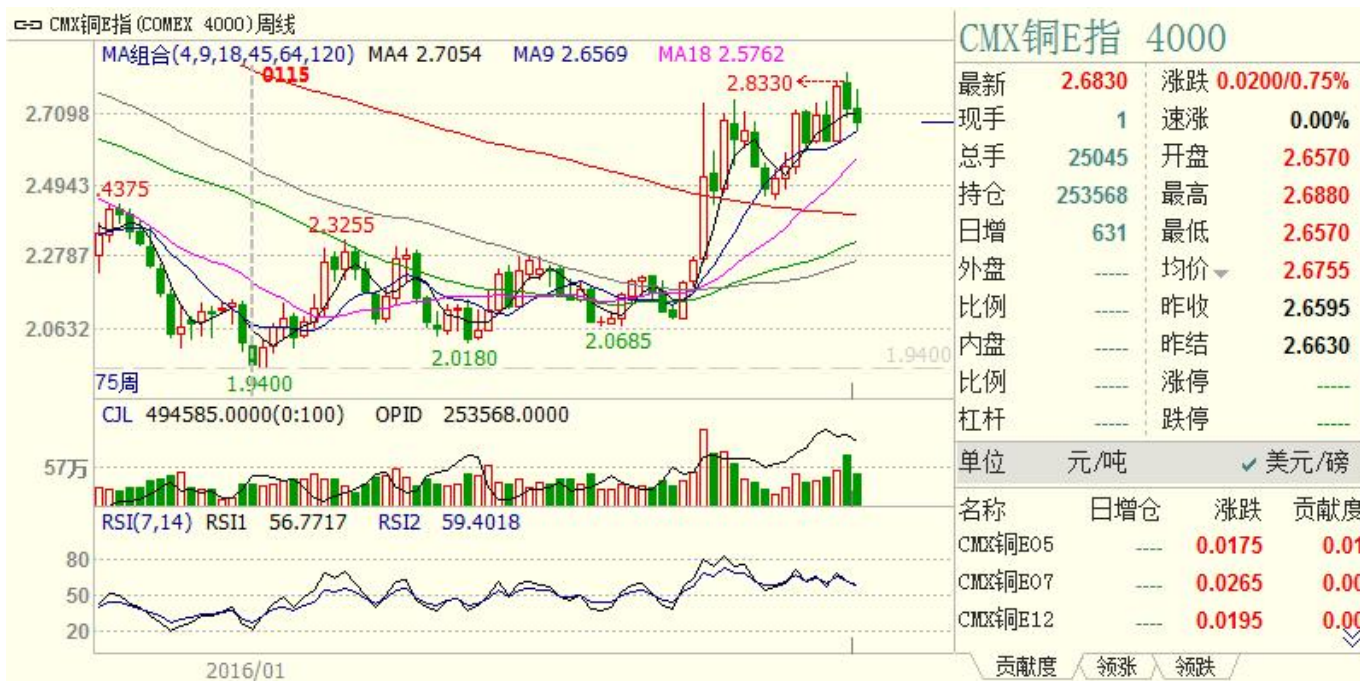 CMX铜E指(COMEX 4000)周线
MA组合(4,9,18,45,64,120) MA4 2.7054 MA9 2.6569 MA18 2.5762
0115
2.8330
2.7098
2.4943
.4375
2.3255
2.2787
2.0632
2.0180
2.0685
1.9400
75周
1.9400
CJL 494585.0000(0:100) OPID 253568.0000
57万
RSI(7,14) RSI1 56.7717 RSI2 59.4018
80
50
20
2016/01
CMX铜E指 4000
最新 2.6830 涨跌 0.0200/0.75%
现手 1 速涨 0.00%
总手 25045 开盘 2.6570
持仓 253568 最高 2.6880
日增 631 最低 2.6570
外盘 ----- 均价 2.6755
比例 ----- 昨收 2.6595
内盘 ----- 昨结 2.6630
比例 ----- 涨停 -----
杠杆 ----- 跌停 -----
单位 元/吨 ✓ 美元/磅
名称 日增仓 涨跌 贡献度
CMX铜E05 ---- 0.0175 0.01
CMX铜E07 ---- 0.0265 0.00
CMX铜E12 ---- 0.0195 0.00
贡献度 领涨 领跌